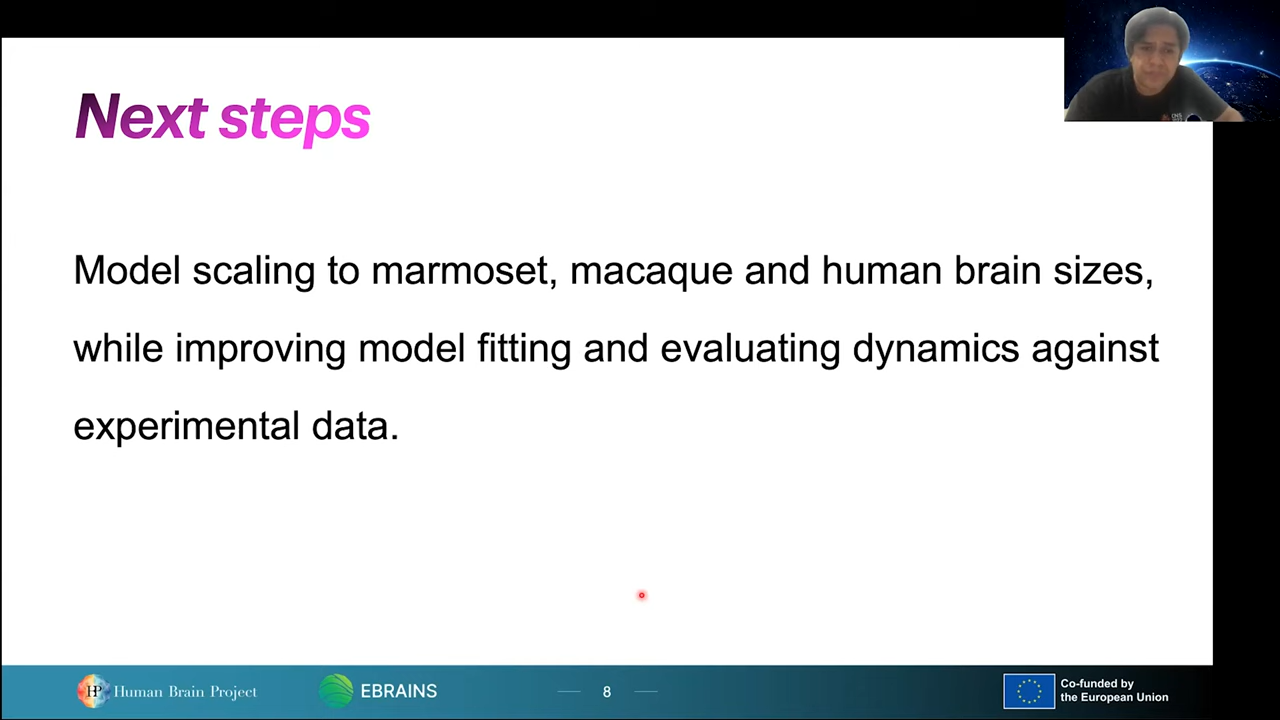 Next steps
Model scaling to marmoset, macaque and human brain sizes,
while improving model fitting and evaluating dynamics against
experimental data.
HP Human Brain Project
EBRAINS
8
Co-funded by
the European Union